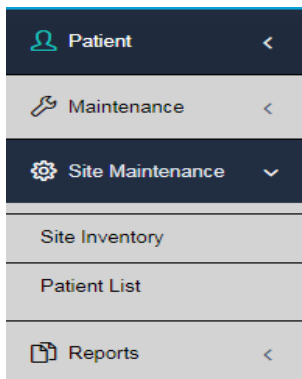 Patient
Maintenance
Site Maintenance
Site Inventory
Patient List
Reports